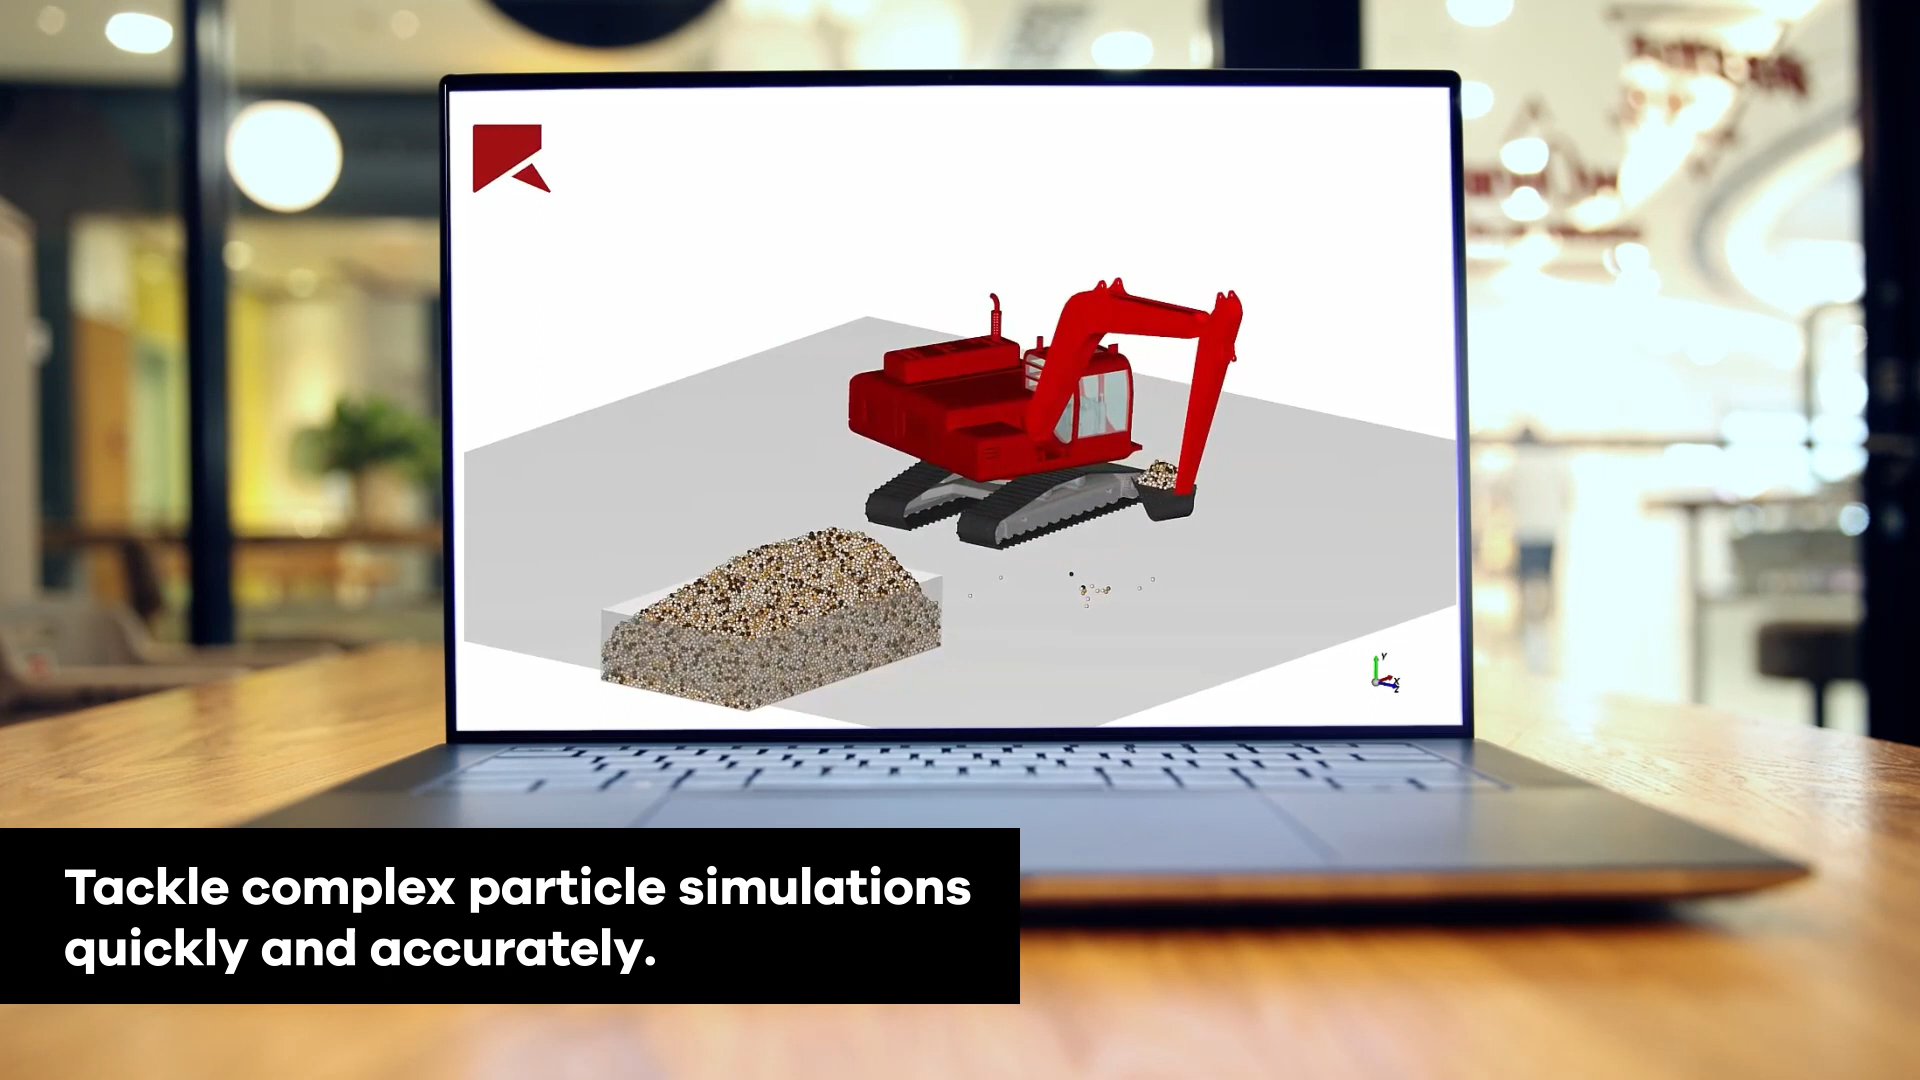 Y
X
Z
Tackle complex particle simulations
quickly and accurately.